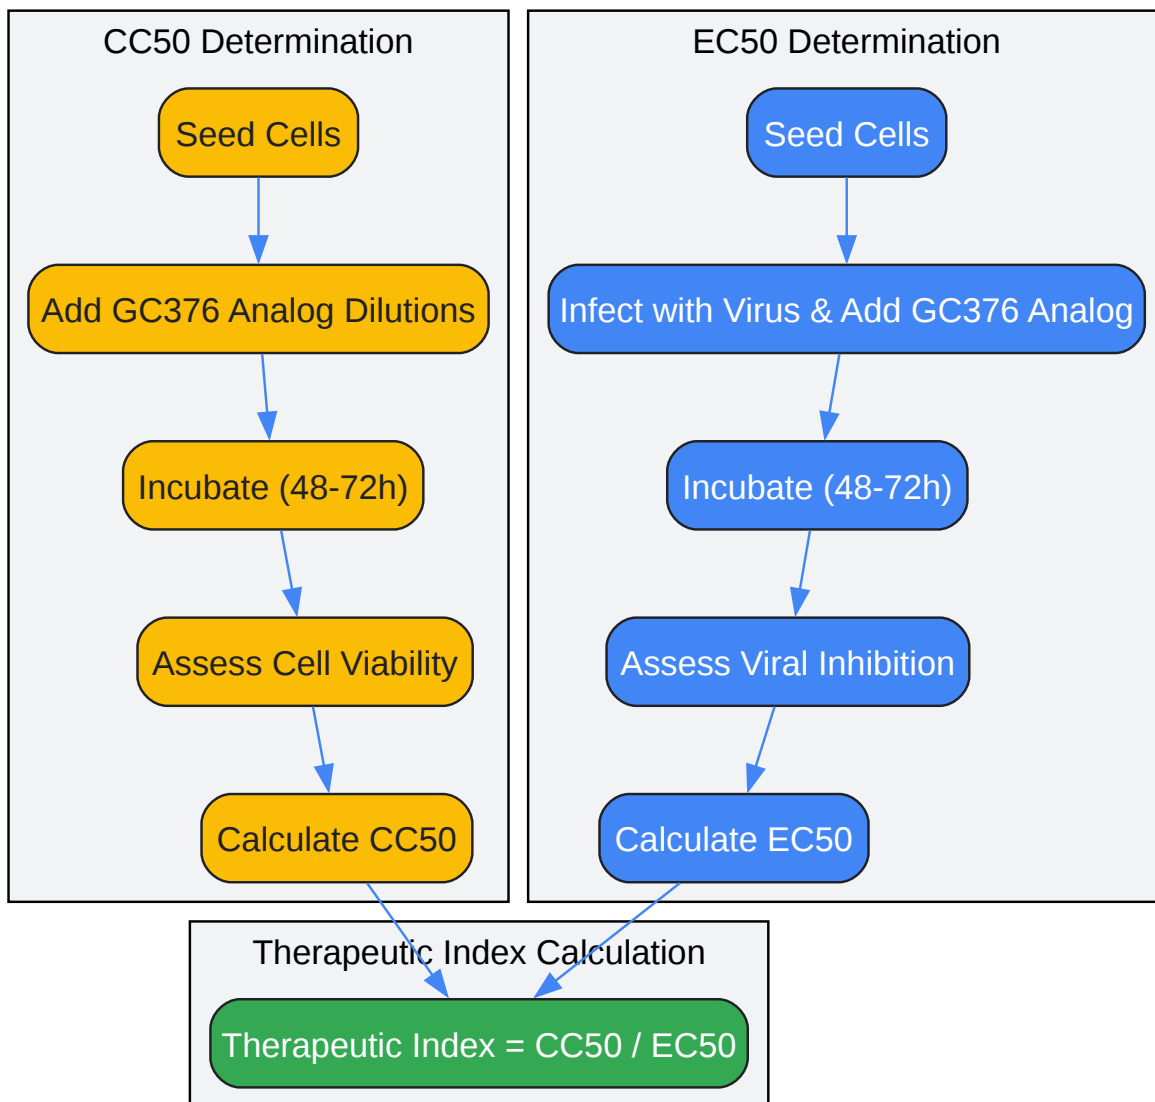 CC50 Determination
Seed Cells
Add GC376 Analog Dilutions
Incubate (48-72h)
Assess Cell Viability
Calculate CC50
EC50 Determination
Seed Cells
Infect with Virus & Add GC376 Analog
Incubate (48-72h)
Assess Viral Inhibition
Calculate EC50
Therapeutic Index Calculation
Therapeutic Index = CC50 / EC50